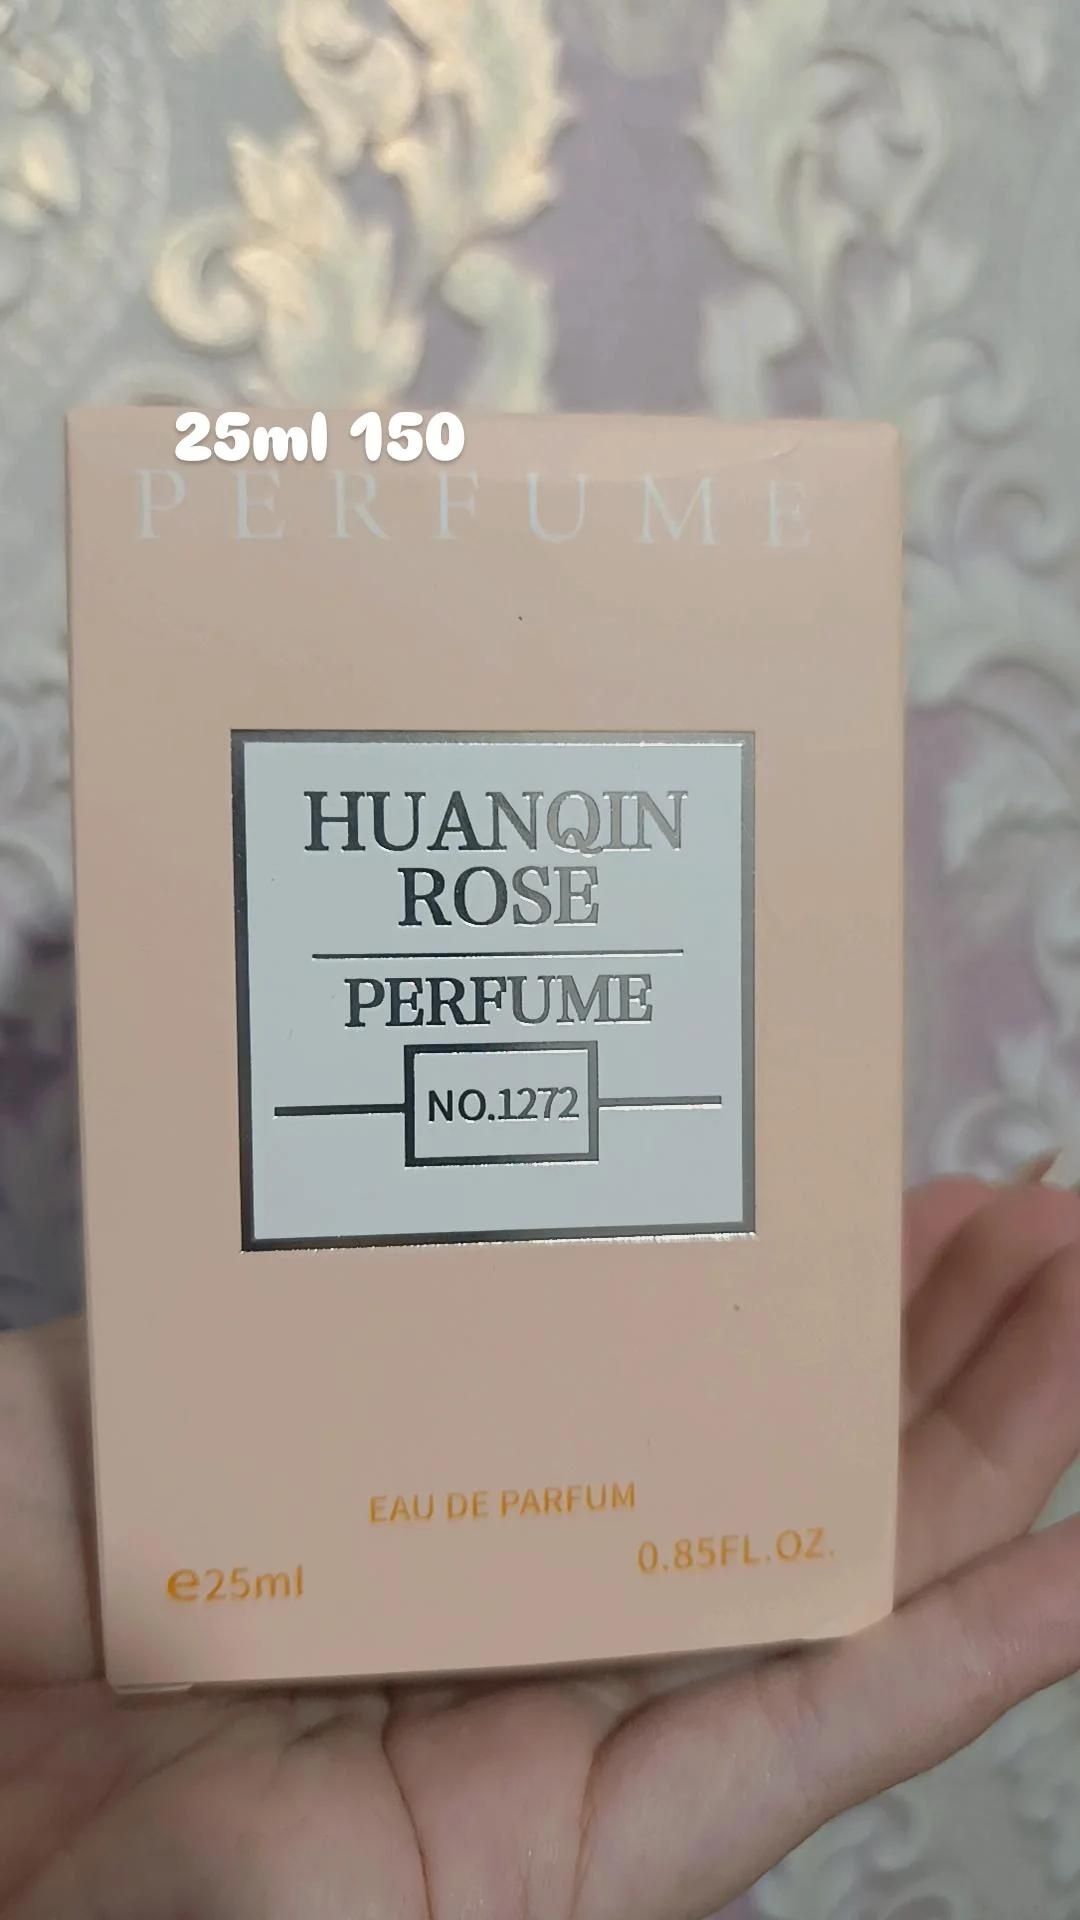 25ml 150
PERFUME
HUANQIN
ROSE
PERFUME
NO.1272
EAU DE PARFUM
e25ml
0.85FL.OZ.